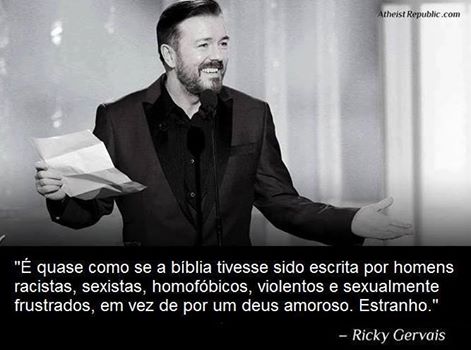 AtheistRepublic.com
"É quase como se a bíblia tivesse sido escrita por homens
racistas, sexistas, homofóbicos, violentos e sexualmente
frustrados, em vez de por um deus amoroso. Estranho."
– Ricky Gervais